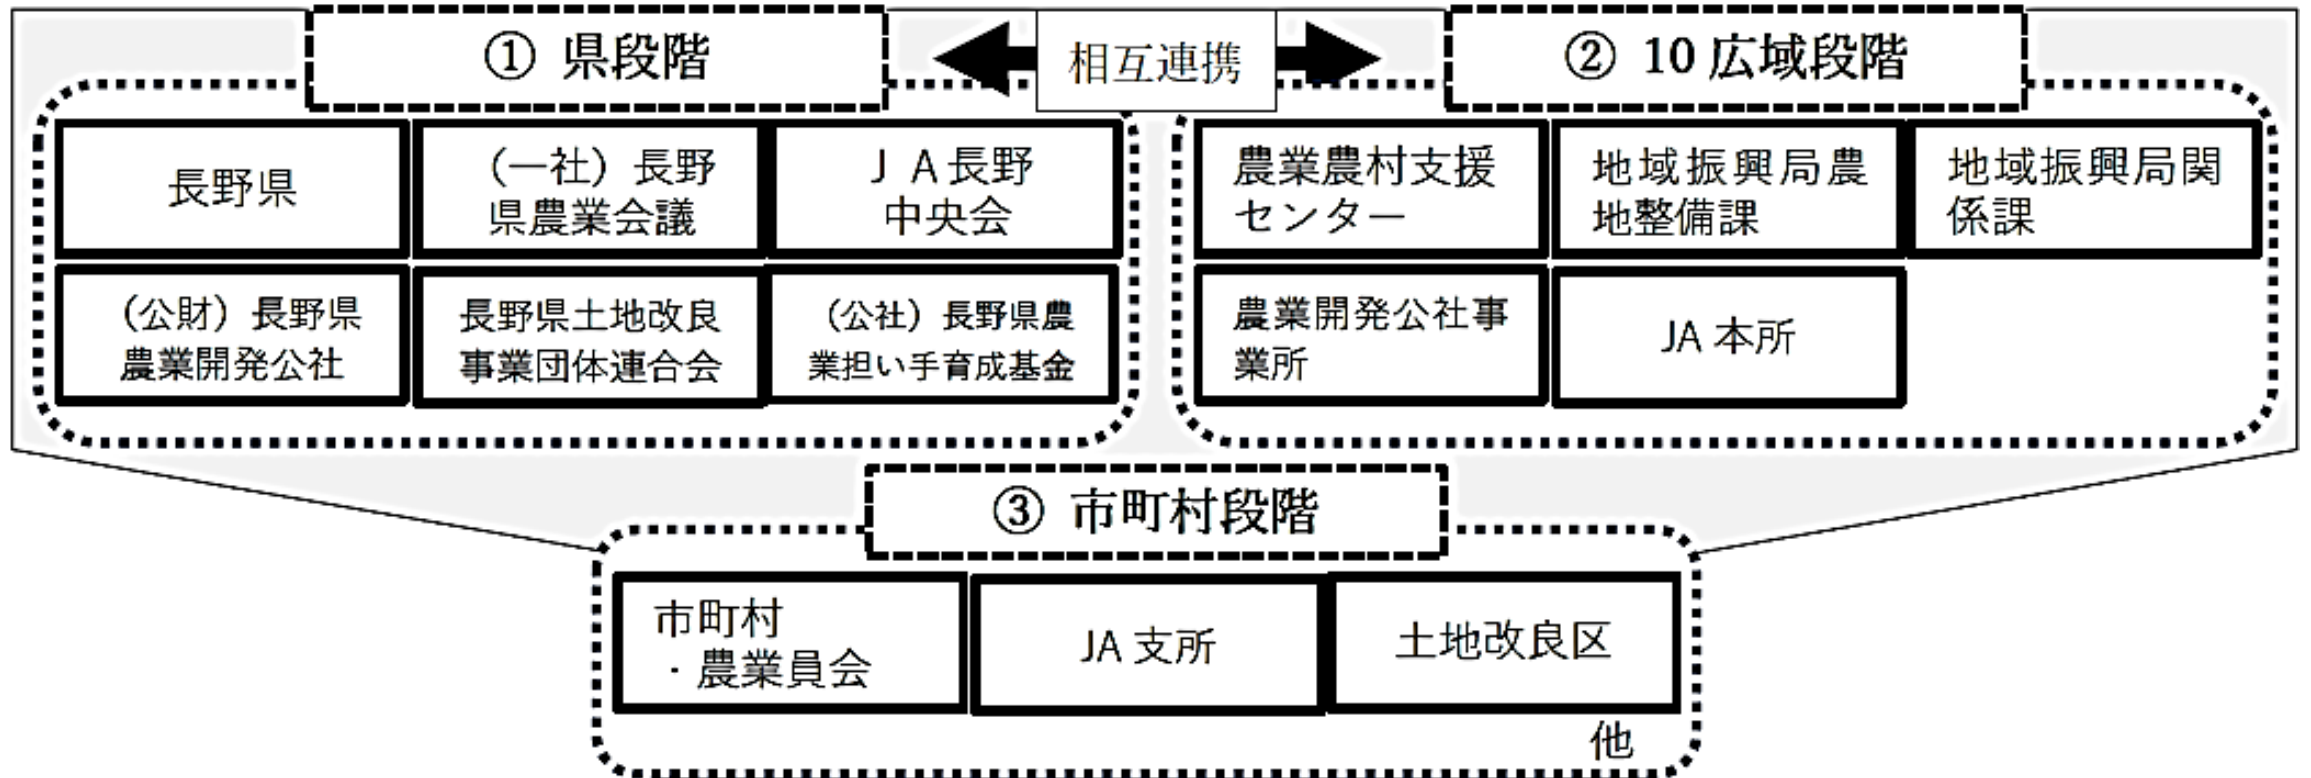 ① 県段階
相互連携
② 10 広域段階
長野県
（一社）長野
県農業会議
ＪＡ長野
中央会
（公財）長野県
農業開発公社
長野県土地改良
事業団体連合会
（公社）長野県農
業担い手育成基金
農業農村支援
センター
地域振興局農
地整備課
地域振興局関
係課
農業開発公社事
業所
JA 本所
③ 市町村段階
市町村
・農業員会
JA 支所
土地改良区
他